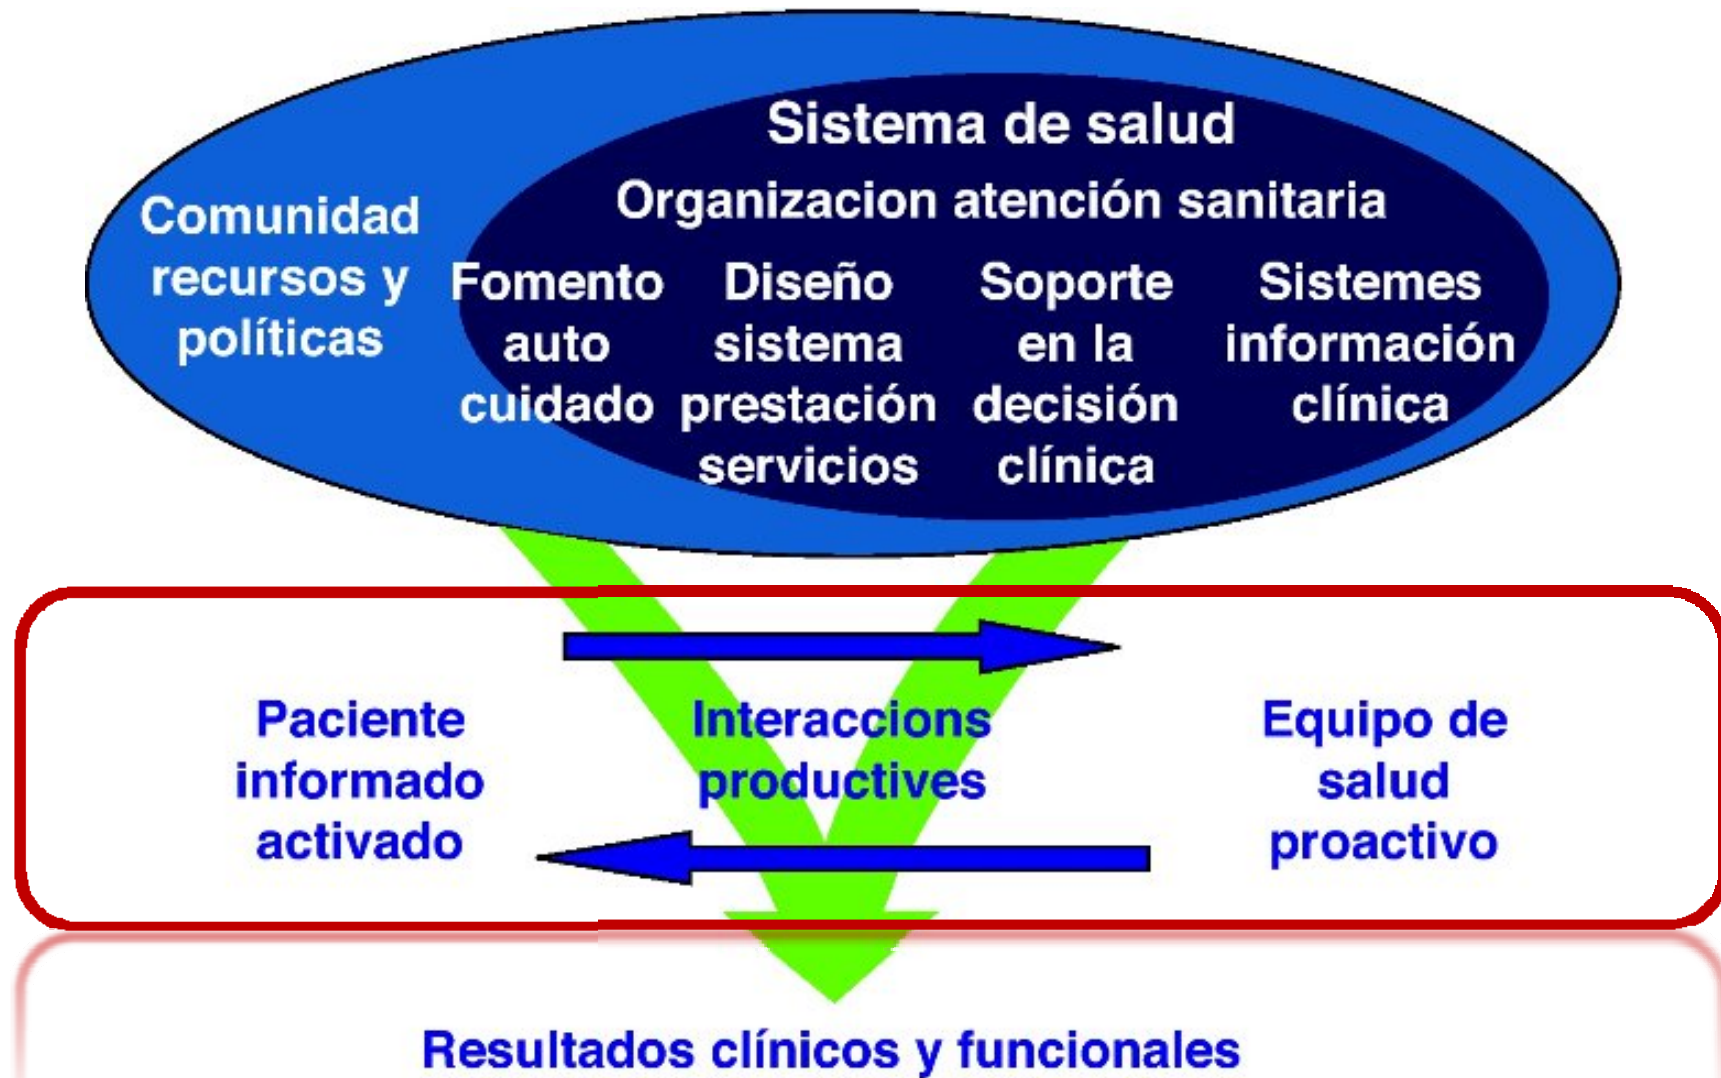 Sistema de salud
Organizacion atención sanitaria
Comunidad
recursos y
políticas
Fomento
auto
cuidado
Diseño
sistema
prestación
servicios
Soporte
en la
decisión
clínica
Sistemes
información
clínica
Paciente
informado
activado
Interaccions
productives
Equipo de
salud
proactivo
Resultados clínicos y funcionales